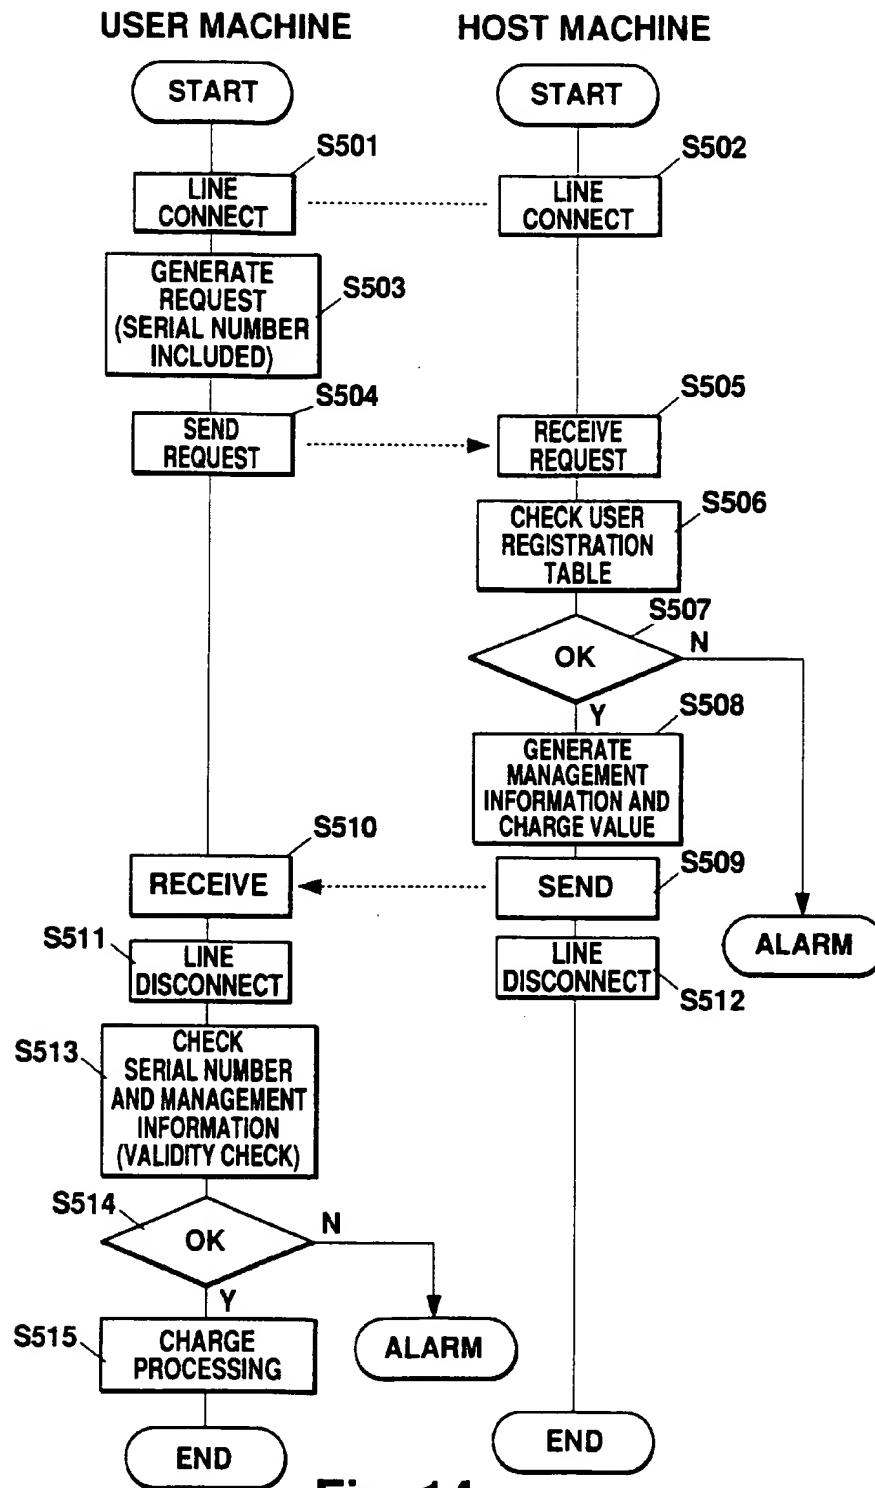 USER MACHINE
HOST MACHINE
START
START
S501
S502
LINE
CONNECT
LINE
CONNECT
GENERATE
REQUEST
(SERIAL NUMBER
INCLUDED)
S503
S504
SEND
REQUEST
S505
RECEIVE
REQUEST
S506
CHECK USER
REGISTRATION
TABLE
S507
OK
N
Y
S508
GENERATE
MANAGEMENT
INFORMATION AND
CHARGE VALUE
S510
RECEIVE
S509
SEND
ALARM
S511
LINE
DISCONNECT
LINE
DISCONNECT
S512
S513
CHECK
SERIAL NUMBER
AND MANAGEMENT
INFORMATION
(VALIDITY CHECK)
S514
OK
N
Y
S515
CHARGE
PROCESSING
ALARM
END
END